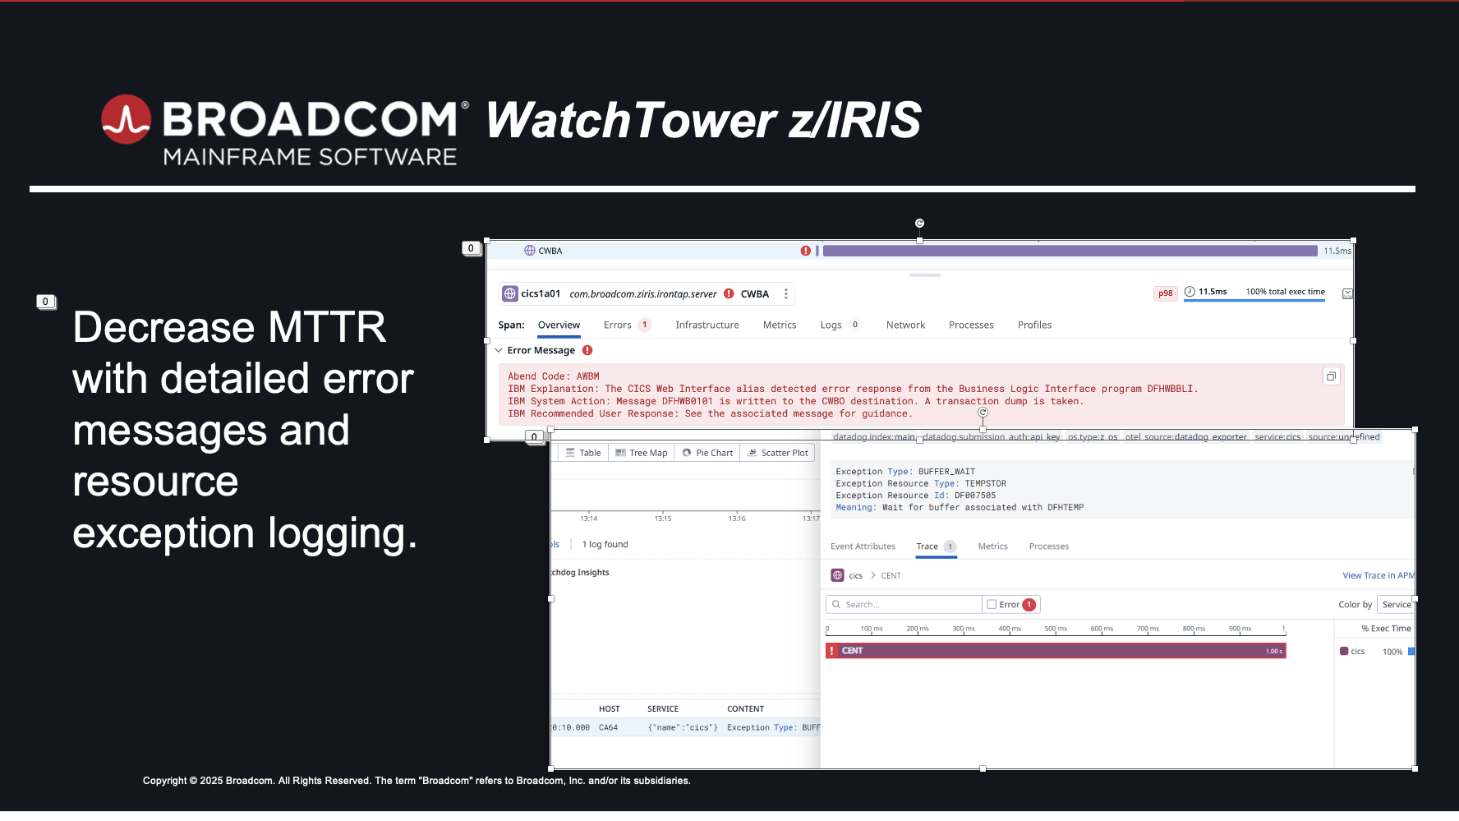 BROADCOM® WatchTower z/IRIS
MAINFRAME SOFTWARE
0
0
Decrease MTTR
with detailed error
messages and
resource
exception logging.
CWBA
11.5ms
cics1a01 com.broadcom.ziris.irontap.server CWBA
p98 11.5ms 100% total exec time
Span: Overview Errors 1 Infrastructure Metrics Logs 0 Network Processes Profiles
Error Message
Abend Code: AWBM
IBM Explanation: The CICS Web Interface alias detected error response from the Business Logic Interface program DFHWBBLI.
IBM System Action: Message DFHWB0101 is written to the CWBO destination. A transaction dump is taken.
IBM Recommended User Response: See the associated message for guidance.
0
datadog.index:main datadog.submission_auth:api_key os.type:z_os otel_source:datadog_exporter service:cics source:undefined
Table Tree Map Pie Chart Scatter Plot
13:14 13:15 13:16 13:17
1 log found
tchdog Insights
HOST SERVICE CONTENT
0:10.000 CA64 {"name":"cics"} Exception Type: BUFF
Exception Type: BUFFER_WAIT
Exception Resource Type: TEMPSTOR
Exception Resource Id: DF007505
Meaning: Wait for buffer associated with DFHTEMP
Event Attributes Trace 1 Metrics Processes
cics > CENT
View Trace in APM
Search... Error 1
Color by Service
0 100 ms 200 ms 300 ms 400 ms 500 ms 600 ms 700 ms 800 ms 900 ms 1
% Exec Time
CENT 1.00 s
cics 100%
Copyright © 2025 Broadcom. All Rights Reserved. The term "Broadcom" refers to Broadcom, Inc. and/or its subsidiaries.